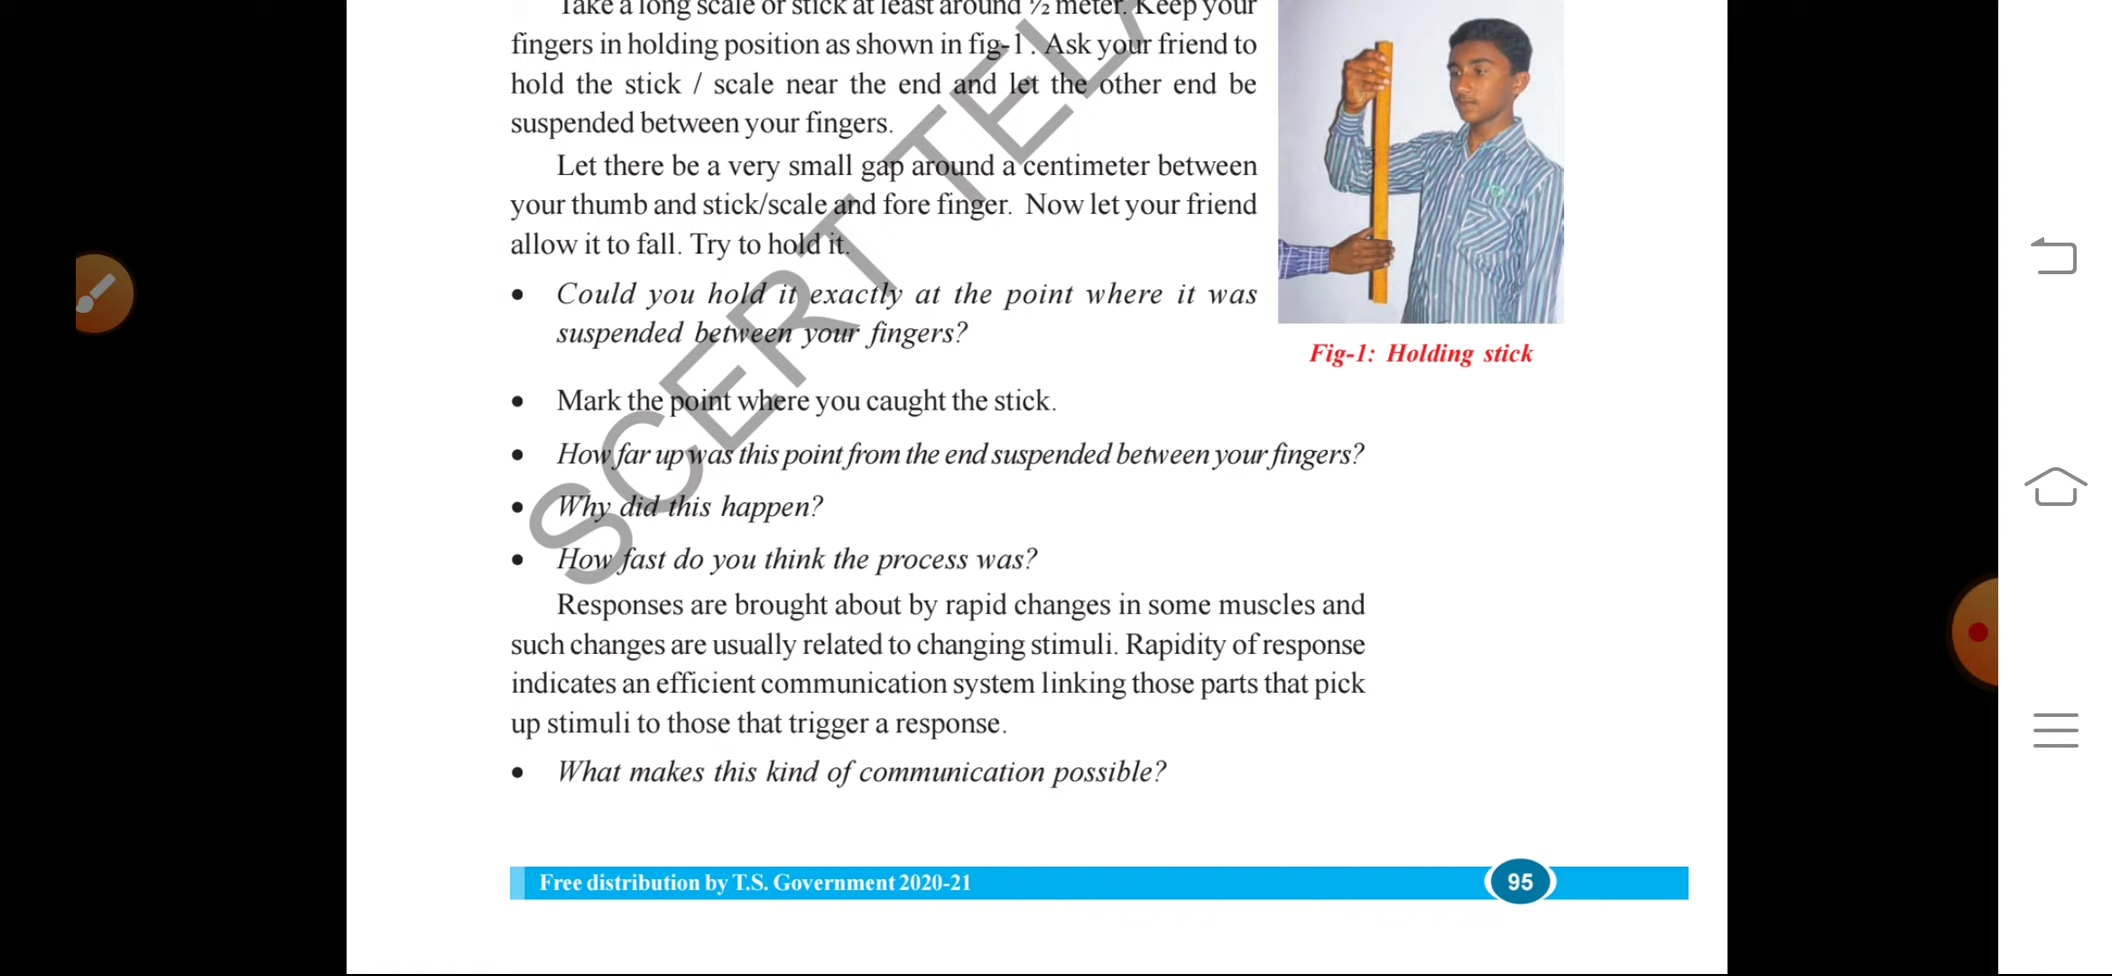 Take a long scale or stick at least around ½ meter. Keep your
fingers in holding position as shown in fig-1 . Ask your friend to
hold the stick / scale near the end and let the other end be
suspended between your fingers.
Let there be a very small gap around a centimeter between
your thumb and stick/scale and fore finger. Now let your friend
allow it to fall. Try to hold it.
• Could you hold it exactly at the point where it was
suspended between your fingers?
Fig-1: Holding stick
• Mark the point where you caught the stick.
• How far up was this point from the end suspended between your fingers?
• Why did this happen?
• How fast do you think the process was?
Responses are brought about by rapid changes in some muscles and
such changes are usually related to changing stimuli. Rapidity of response
indicates an efficient communication system linking those parts that pick
up stimuli to those that trigger a response.
• What makes this kind of communication possible?
Free distribution by T.S. Government 2020-21
95
SCERT TELA